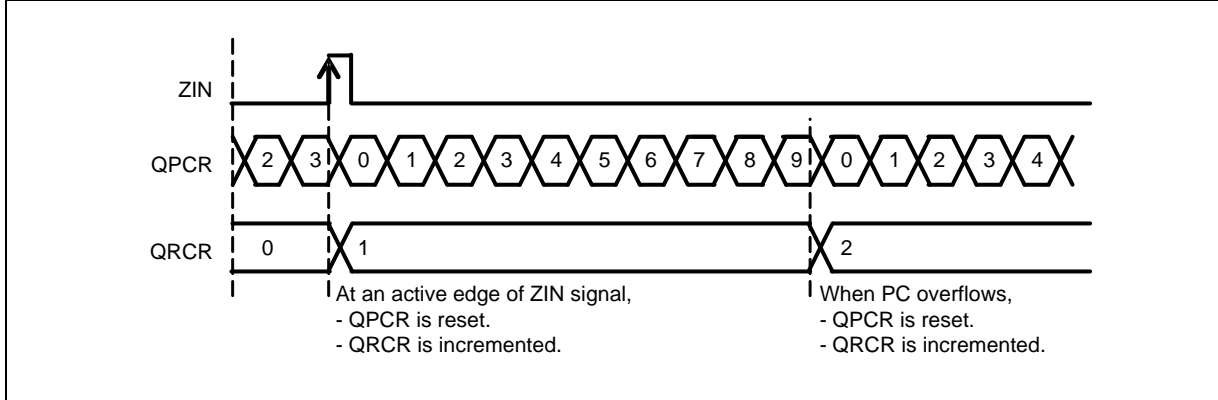 ZIN
QPCR 2 3 0 1 2 3 4 5 6 7 8 9 0 1 2 3 4
QRCR 0 1 2
At an active edge of ZIN signal,
- QPCR is reset.
- QRCR is incremented.
When PC overflows,
- QPCR is reset.
- QRCR is incremented.